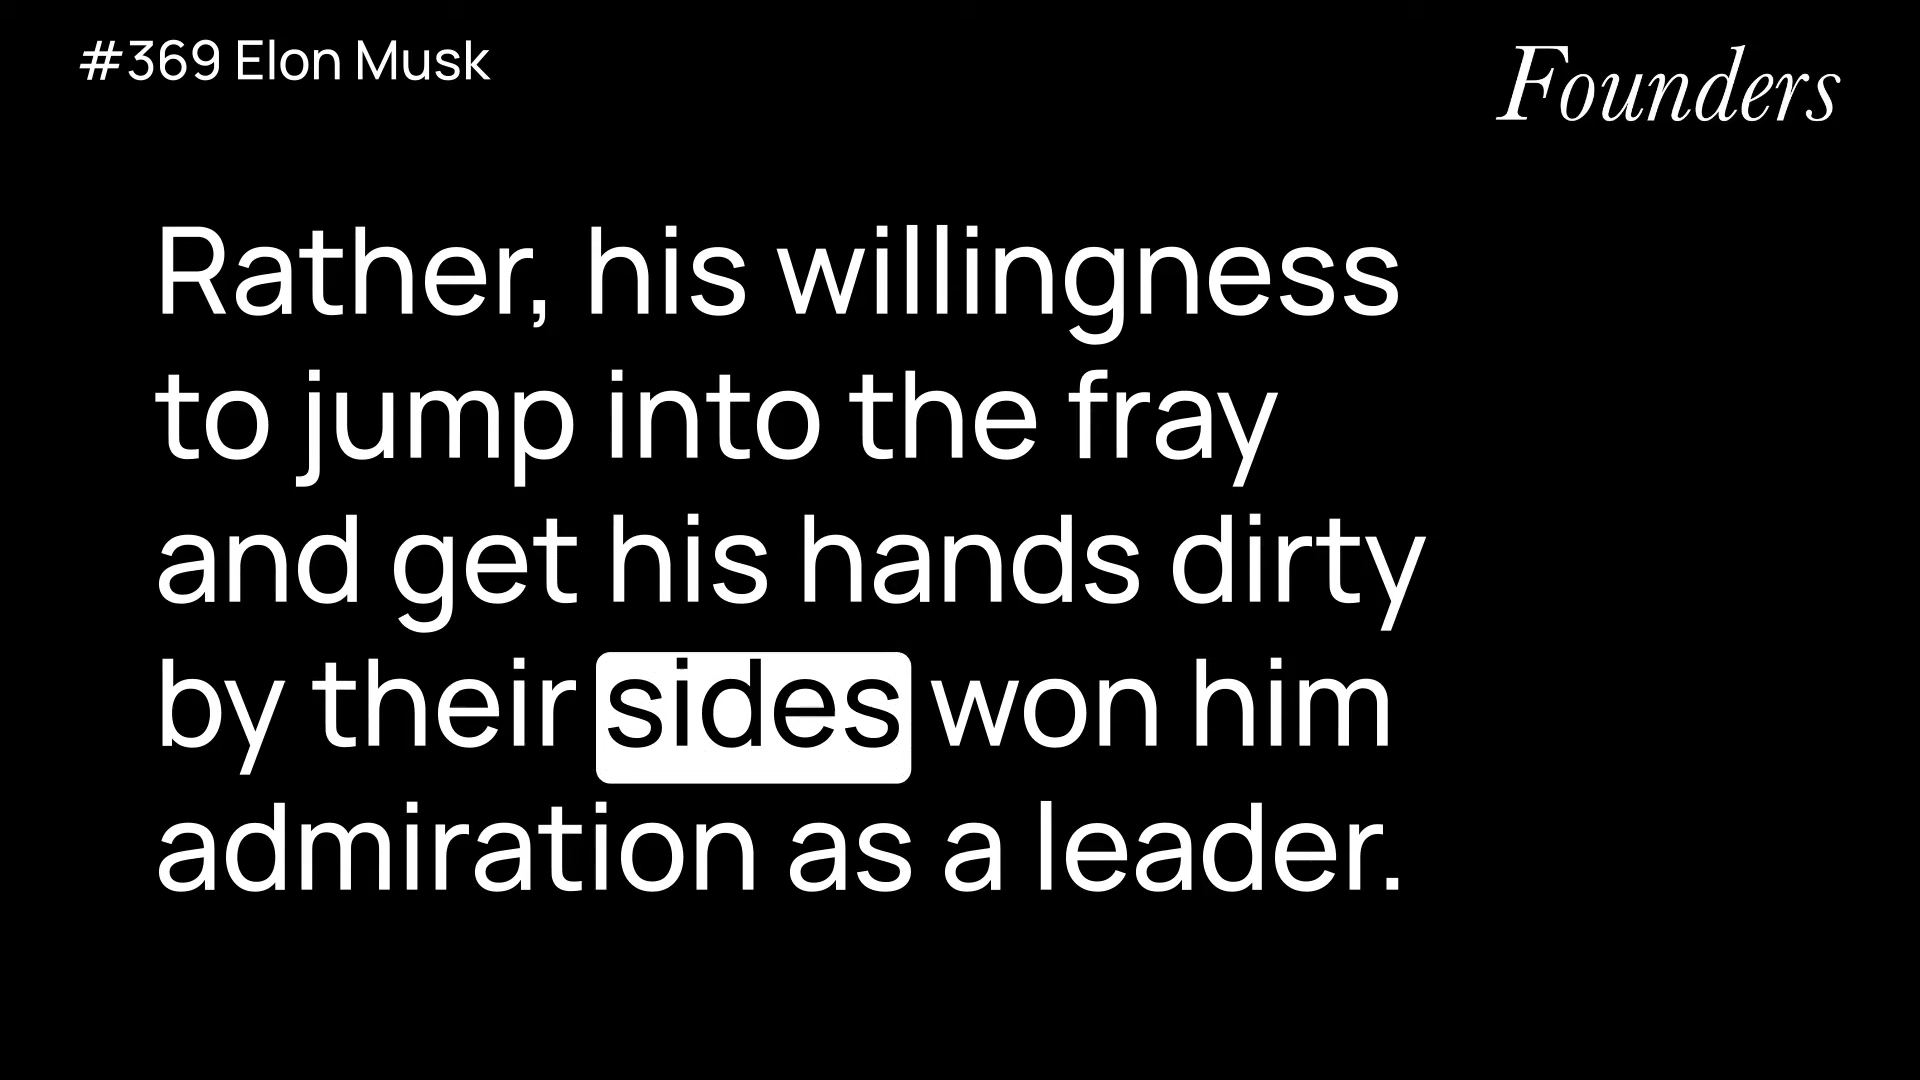 #369 Elon Musk
Founders
Rather, his willingness
to jump into the fray
and get his hands dirty
by their sides won him
admiration as a leader.